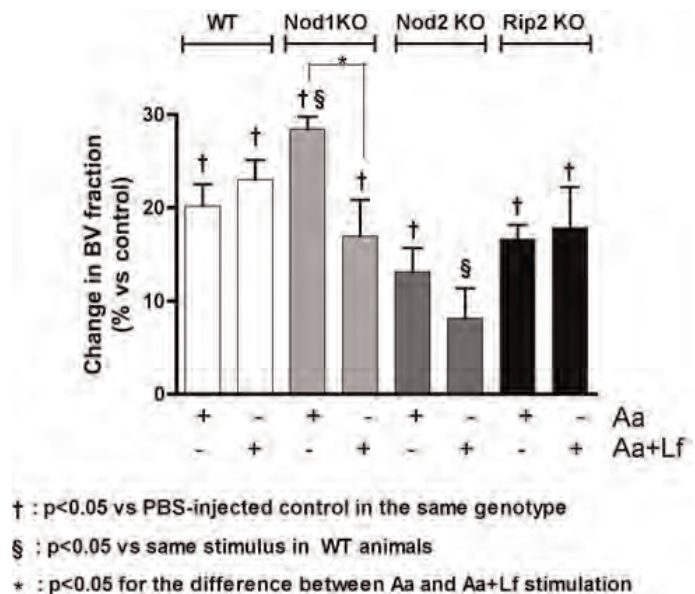 WT Nod1KO Nod2 KO Rip2 KO
*
† § 
30
† † † † † †
§
20
10
0
Change in BV fraction
(% vs control)
+ - + - + - + - Aa
- + - + - + - + Aa+Lf
† : p<0.05 vs PBS-injected control in the same genotype
§ : p<0.05 vs same stimulus in WT animals
* : p<0.05 for the difference between Aa and Aa+Lf stimulation